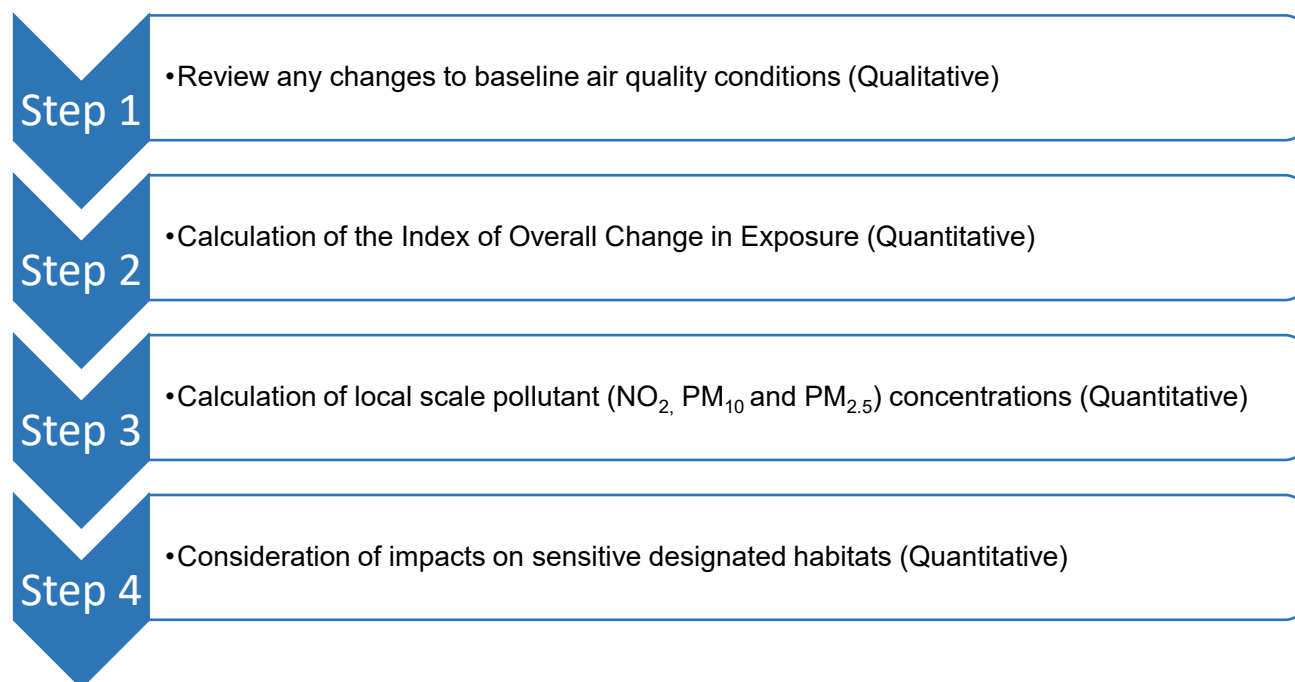 Step 1
•Review any changes to baseline air quality conditions (Qualitative)
Step 2
•Calculation of the Index of Overall Change in Exposure (Quantitative)
Step 3
•Calculation of local scale pollutant (NO₂, PM₁₀ and PM₂.₅) concentrations (Quantitative)
Step 4
•Consideration of impacts on sensitive designated habitats (Quantitative)